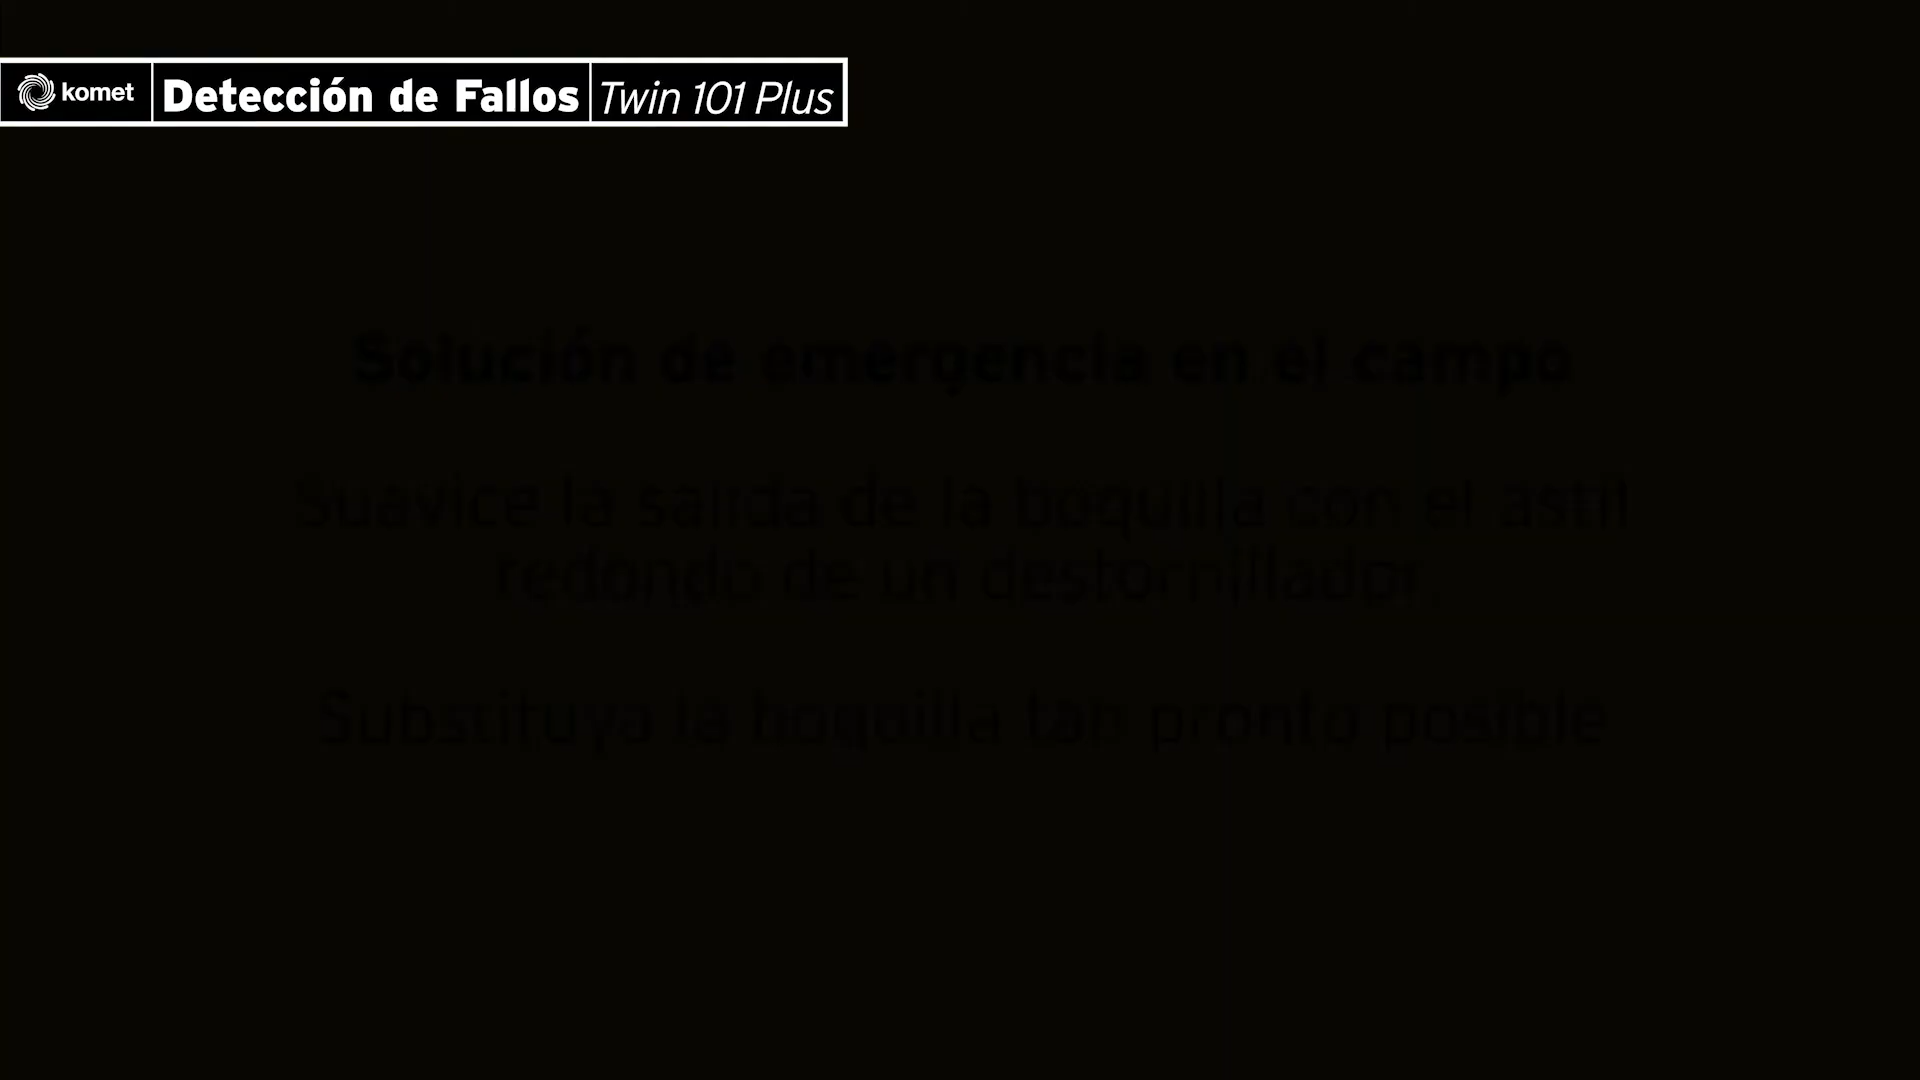 komet Detección de Fallos Twin 101 Plus
Solución de emergencia en el campo
Suavice la salida de la boquilla con el astil
redondo de un destornillador.
Substituya la boquilla tan pronto posible